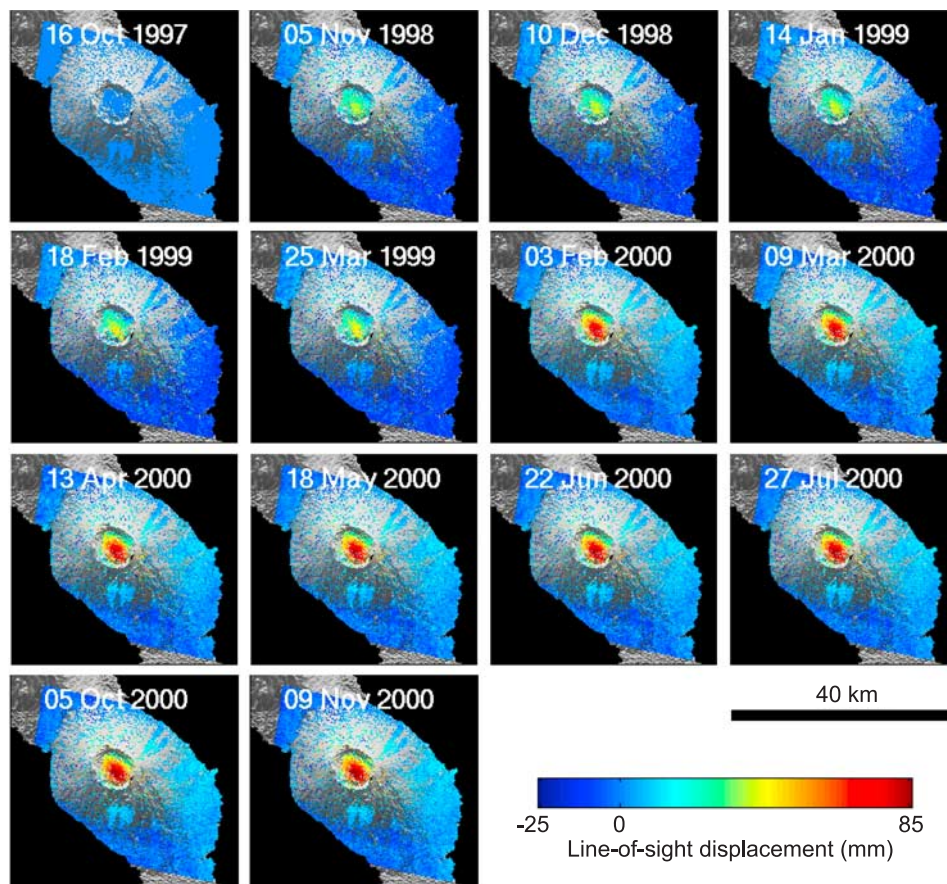 16 Oct 1997
05 Nov 1998
10 Dec 1998
14 Jan 1999
18 Feb 1999
25 Mar 1999
03 Feb 2000
09 Mar 2000
13 Apr 2000
18 May 2000
22 Jun 2000
27 Jul 2000
05 Oct 2000
09 Nov 2000
40 km
-25 0 85
Line-of-sight displacement (mm)